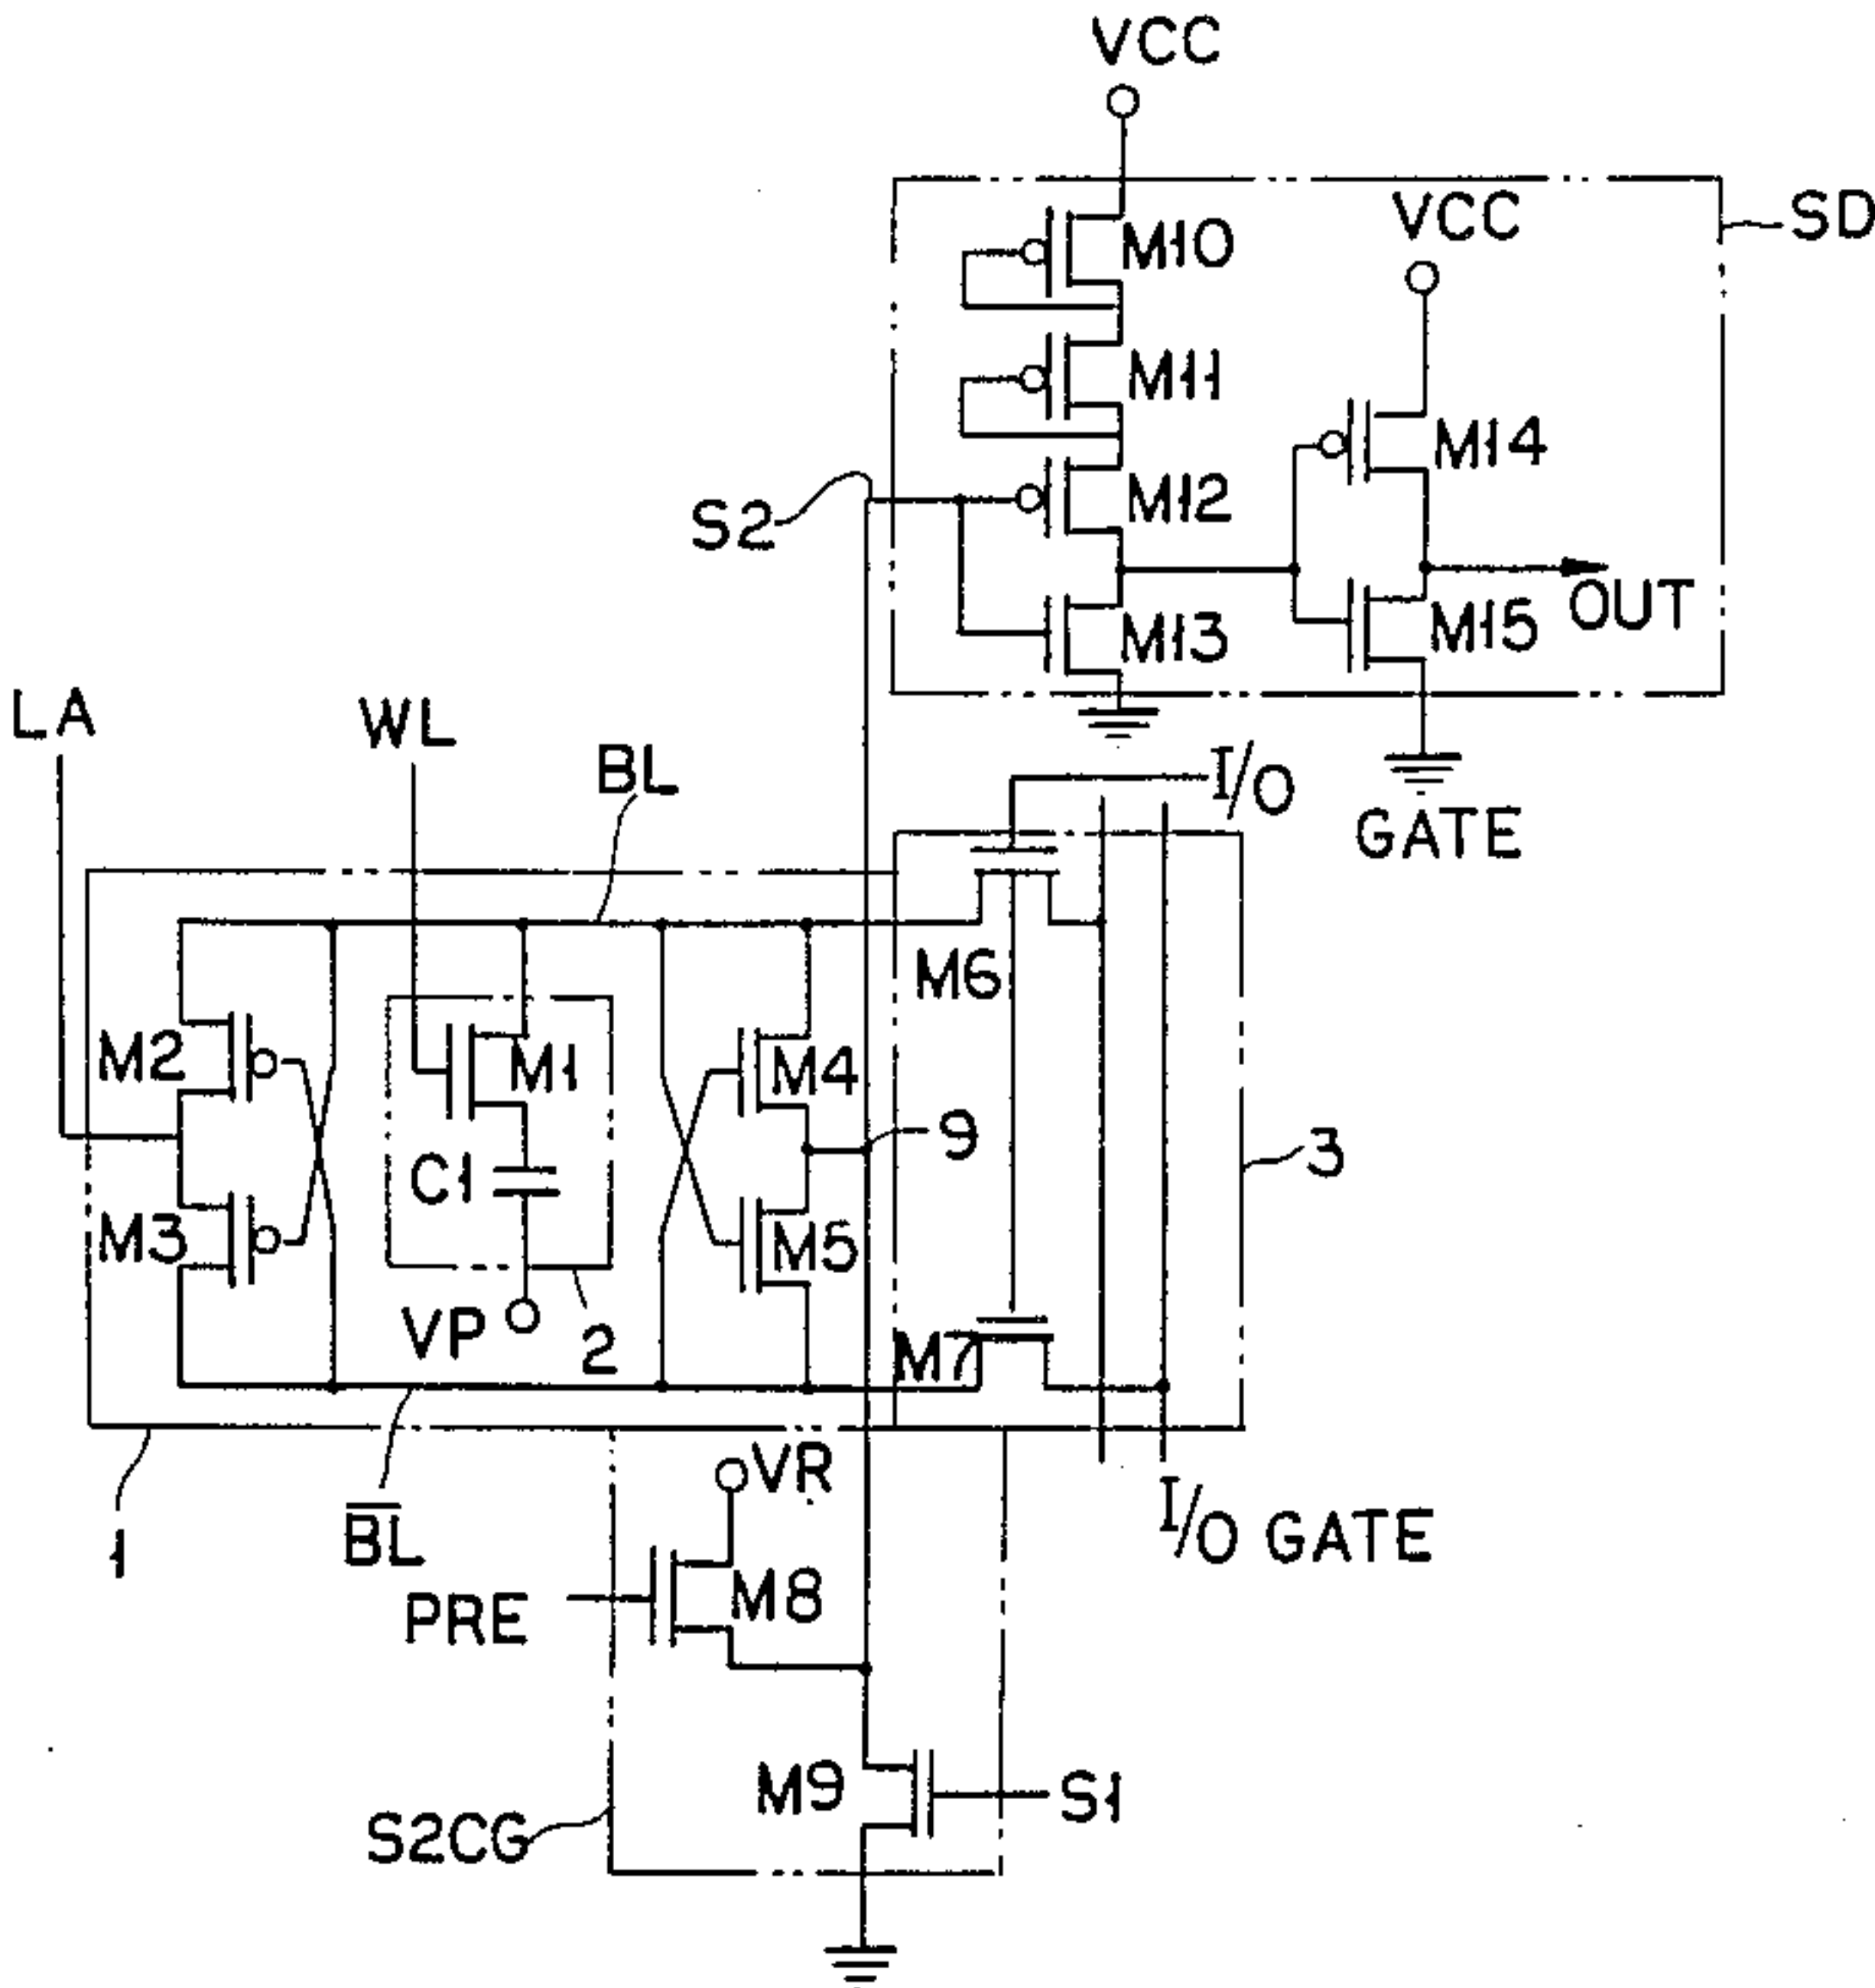 VCC
VCC
SD
M10
M11
M14
S2
M12
OUT
M13
M15
LA
WL
BL
I/O
GATE
M6
M2
M1
M4
9
3
C1
M3
M5
VP
2
M7
VR
1
B̅L̅
I/O GATE
PRE
M8
M9
S1
S2CG